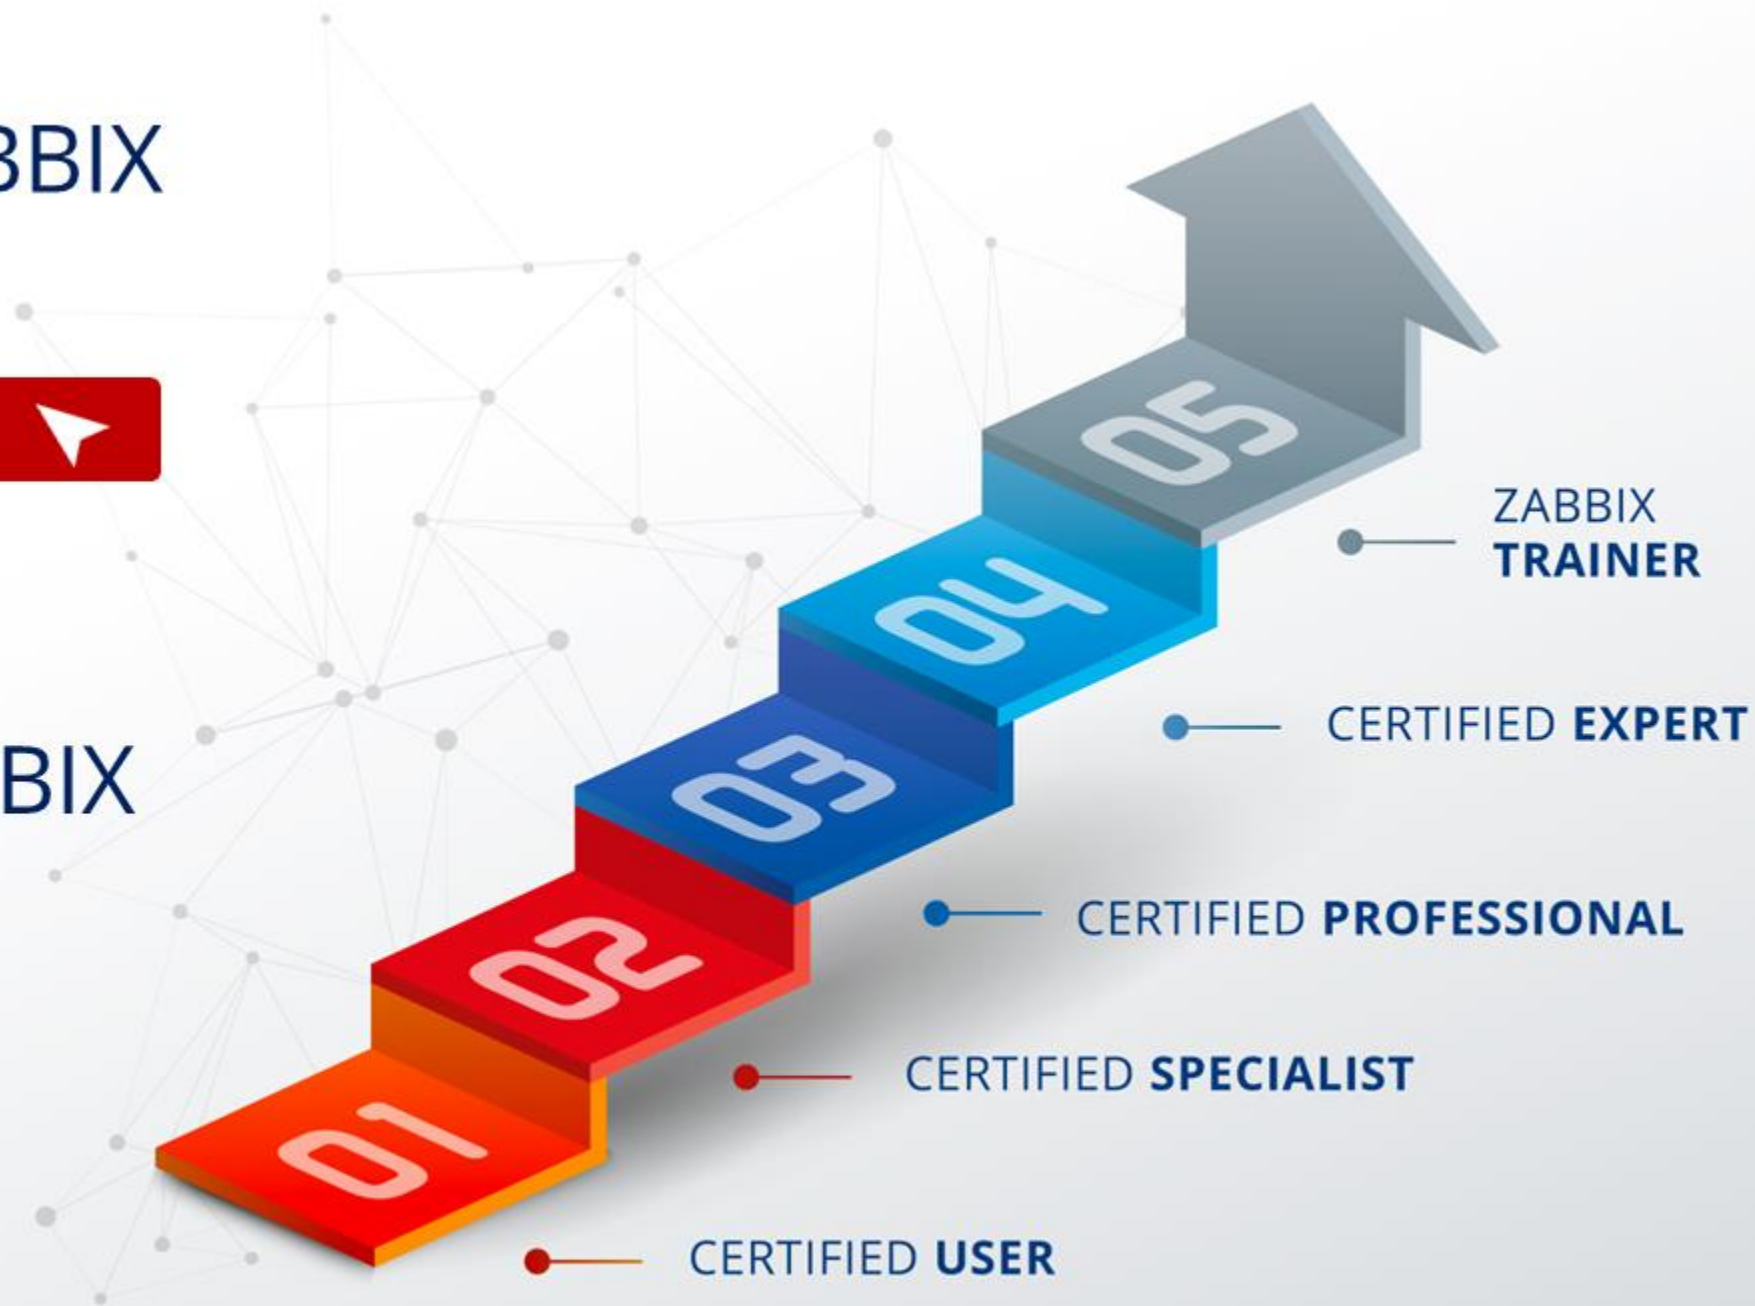 BBIX
BIX
05
ZABBIX
TRAINER
04
CERTIFIED EXPERT
03
CERTIFIED PROFESSIONAL
02
CERTIFIED SPECIALIST
01
CERTIFIED USER